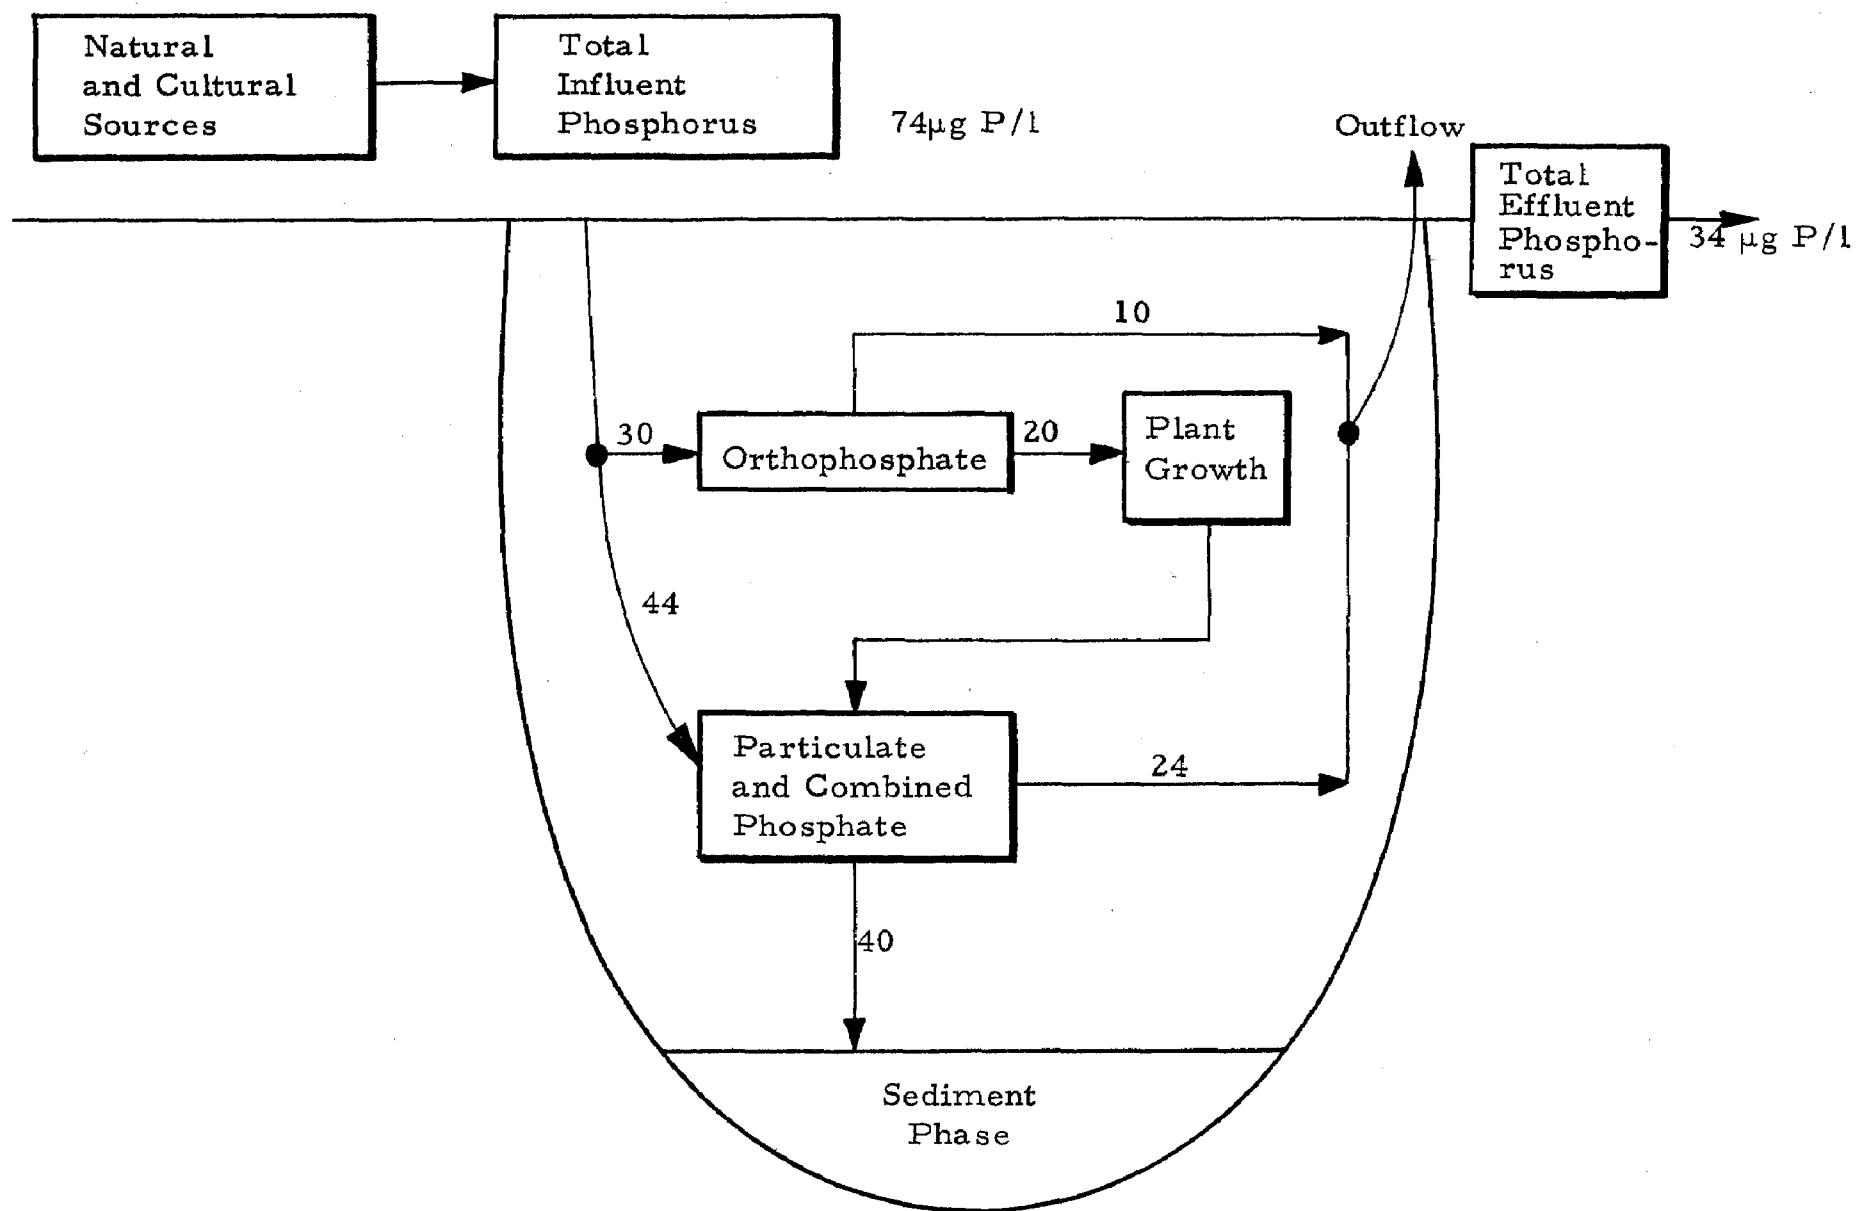 Natural
and Cultural
Sources
Total
Influent
Phosphorus
74µg P/l
Outflow
Total
Effluent
Phospho-
rus
34 µg P/l
10
30
Orthophosphate
20
Plant
Growth
44
Particulate
and Combined
Phosphate
24
40
Sediment
Phase